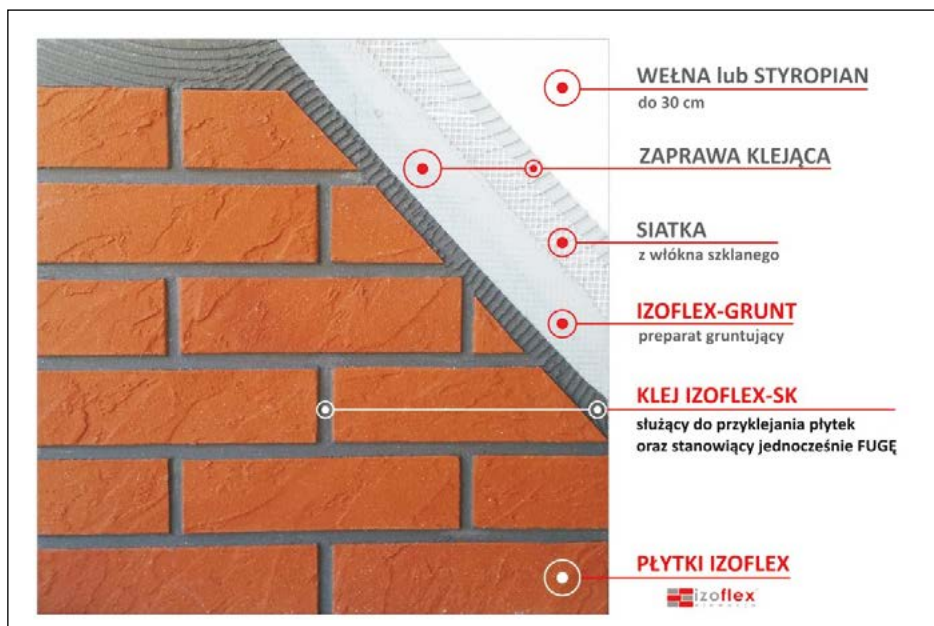 WEŁNA lub STYROPIAN
do 30 cm
ZAPRAWA KLEJĄCA
SIATKA
z włókna szklanego
IZOFLEX-GRUNT
preparat gruntujący
KLEJ IZOFLEX-SK
służący do przyklejania płytek
oraz stanowiący jednocześnie FUGĘ
PŁYTKI IZOFLEX
izoflex